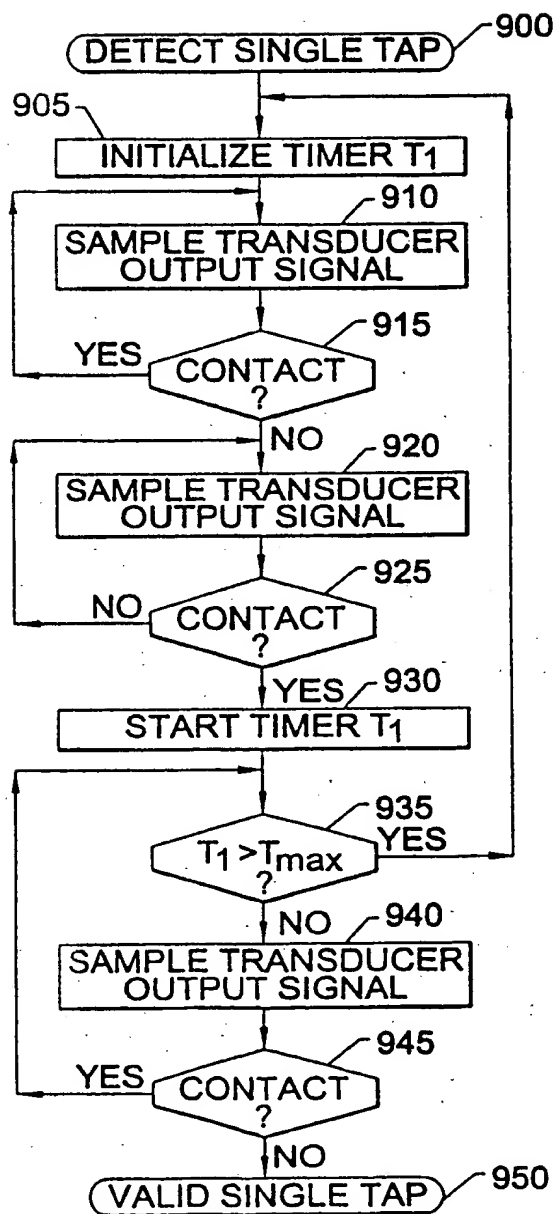 DETECT SINGLE TAP
900
905
INITIALIZE TIMER T1
910
SAMPLE TRANSDUCER
OUTPUT SIGNAL
915
YES
CONTACT
?
NO
920
SAMPLE TRANSDUCER
OUTPUT SIGNAL
925
NO
CONTACT
?
YES
930
START TIMER T1
935
T1 >Tmax
?
YES
NO
940
SAMPLE TRANSDUCER
OUTPUT SIGNAL
945
YES
CONTACT
?
NO
VALID SINGLE TAP
950